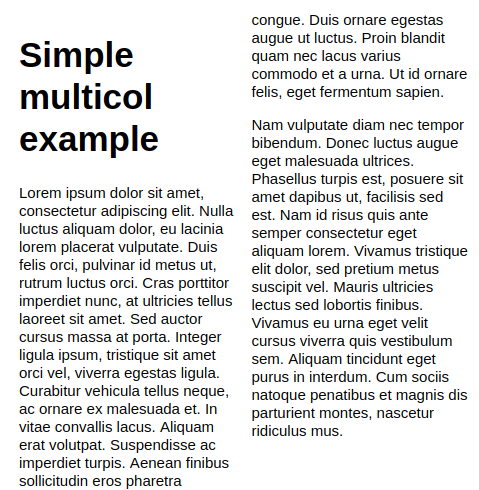 Simple
multicol
example
Lorem ipsum dolor sit amet,
consectetur adipiscing elit. Nulla
luctus aliquam dolor, eu lacinia
lorem placerat vulputate. Duis
felis orci, pulvinar id metus ut,
rutrum luctus orci. Cras porttitor
imperdiet nunc, at ultricies tellus
laoreet sit amet. Sed auctor
cursus massa at porta. Integer
ligula ipsum, tristique sit amet
orci vel, viverra egestas ligula.
Curabitur vehicula tellus neque,
ac ornare ex malesuada et. In
vitae convallis lacus. Aliquam
erat volutpat. Suspendisse ac
imperdiet turpis. Aenean finibus
sollicitudin eros pharetra
congue. Duis ornare egestas
augue ut luctus. Proin blandit
quam nec lacus varius
commodo et a urna. Ut id ornare
felis, eget fermentum sapien.
Nam vulputate diam nec tempor
bibendum. Donec luctus augue
eget malesuada ultrices.
Phasellus turpis est, posuere sit
amet dapibus ut, facilisis sed
est. Nam id risus quis ante
semper consectetur eget
aliquam lorem. Vivamus tristique
elit dolor, sed pretium metus
suscipit vel. Mauris ultricies
lectus sed lobortis finibus.
Vivamus eu urna eget velit
cursus viverra quis vestibulum
sem. Aliquam tincidunt eget
purus in interdum. Cum sociis
natoque penatibus et magnis dis
parturient montes, nascetur
ridiculus mus.